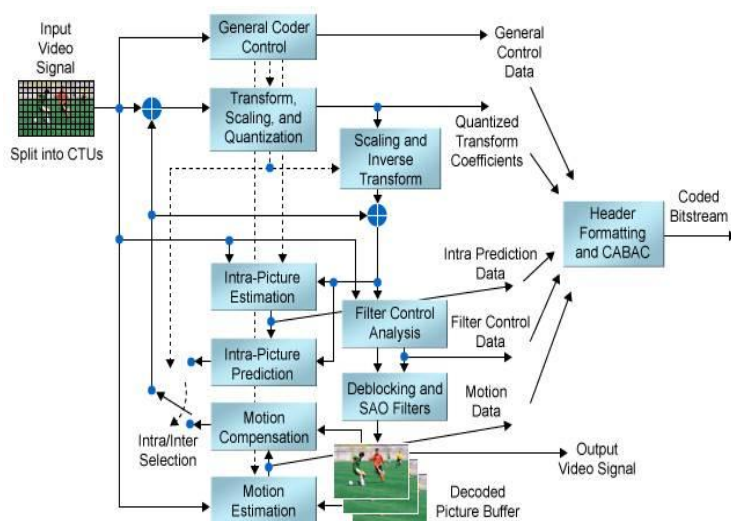 Input
Video
Signal
Split into CTUs
General Coder
Control
Transform,
Scaling, and
Quantization
Scaling and
Inverse
Transform
Intra-Picture
Estimation
Intra-Picture
Prediction
Filter Control
Analysis
Deblocking and
SAO Filters
Motion
Compensation
Motion
Estimation
Intra/Inter
Selection
General
Control
Data
Quantized
Transform
Coefficients
Intra Prediction
Data
Filter Control
Data
Motion
Data
Header
Formatting
and CABAC
Coded
Bitstream
Output
Video Signal
Decoded
Picture Buffer